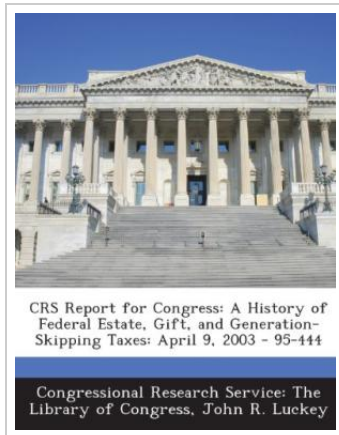 CRS Report for Congress: A History of
Federal Estate, Gift, and Generation-
Skipping Taxes: April 9, 2003 - 95-444
Congressional Research Service: The
Library of Congress, John R. Luckey